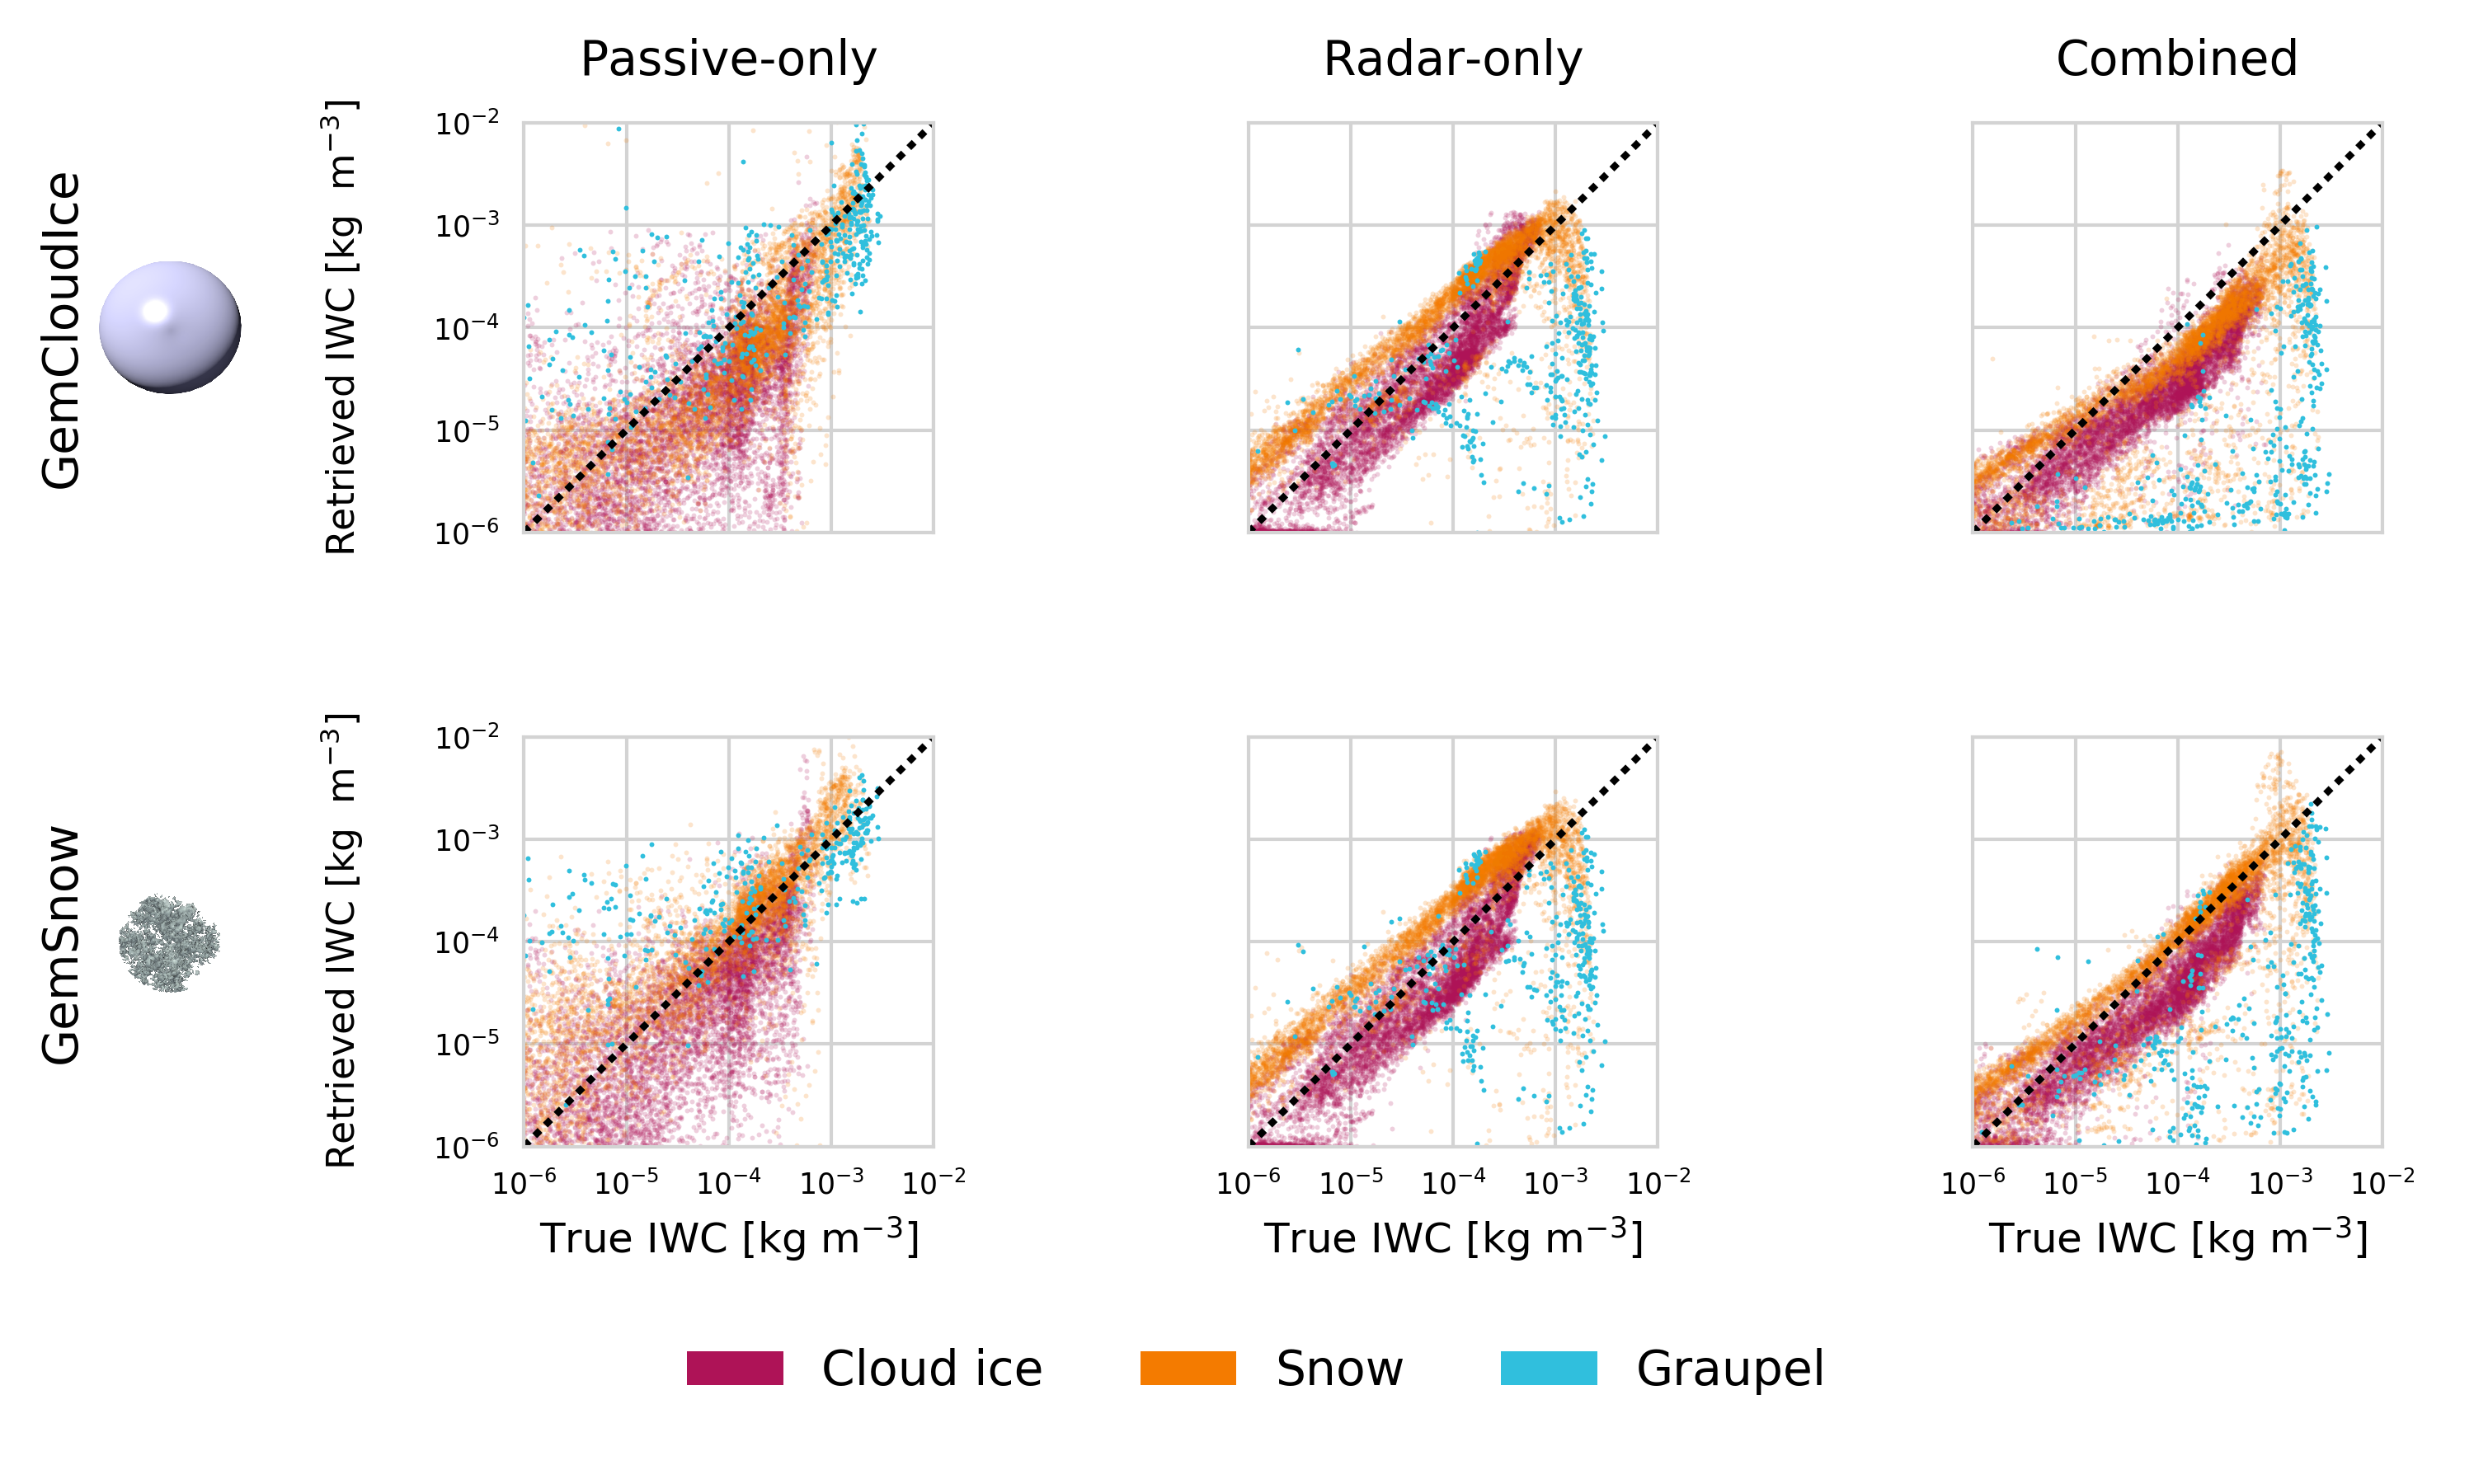 Passive-only
Radar-only
Combined
GemCloudIce
Retrieved IWC [kg m⁻³]
10⁻²
10⁻³
10⁻⁴
10⁻⁵
10⁻⁶
GemSnow
Retrieved IWC [kg m⁻³]
10⁻²
10⁻³
10⁻⁴
10⁻⁵
10⁻⁶
10⁻⁶ 10⁻⁵ 10⁻⁴ 10⁻³ 10⁻²
10⁻⁶ 10⁻⁵ 10⁻⁴ 10⁻³ 10⁻²
10⁻⁶ 10⁻⁵ 10⁻⁴ 10⁻³ 10⁻²
True IWC [kg m⁻³]
True IWC [kg m⁻³]
True IWC [kg m⁻³]
Cloud ice
Snow
Graupel